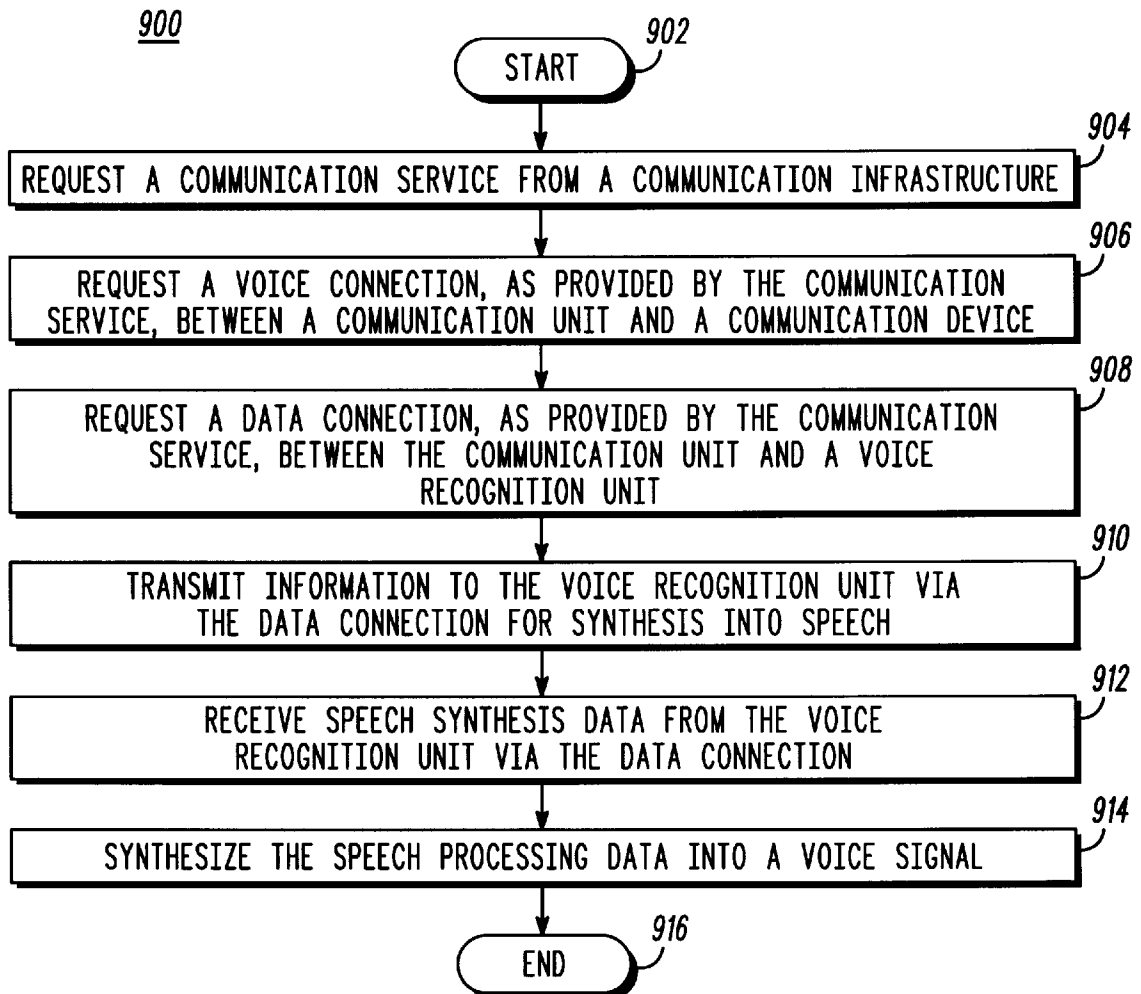 900
902
START
904
REQUEST A COMMUNICATION SERVICE FROM A COMMUNICATION INFRASTRUCTURE
906
REQUEST A VOICE CONNECTION, AS PROVIDED BY THE COMMUNICATION
SERVICE, BETWEEN A COMMUNICATION UNIT AND A COMMUNICATION DEVICE
908
REQUEST A DATA CONNECTION, AS PROVIDED BY THE COMMUNICATION
SERVICE, BETWEEN THE COMMUNICATION UNIT AND A VOICE
RECOGNITION UNIT
910
TRANSMIT INFORMATION TO THE VOICE RECOGNITION UNIT VIA
THE DATA CONNECTION FOR SYNTHESIS INTO SPEECH
912
RECEIVE SPEECH SYNTHESIS DATA FROM THE VOICE
RECOGNITION UNIT VIA THE DATA CONNECTION
914
SYNTHESIZE THE SPEECH PROCESSING DATA INTO A VOICE SIGNAL
916
END